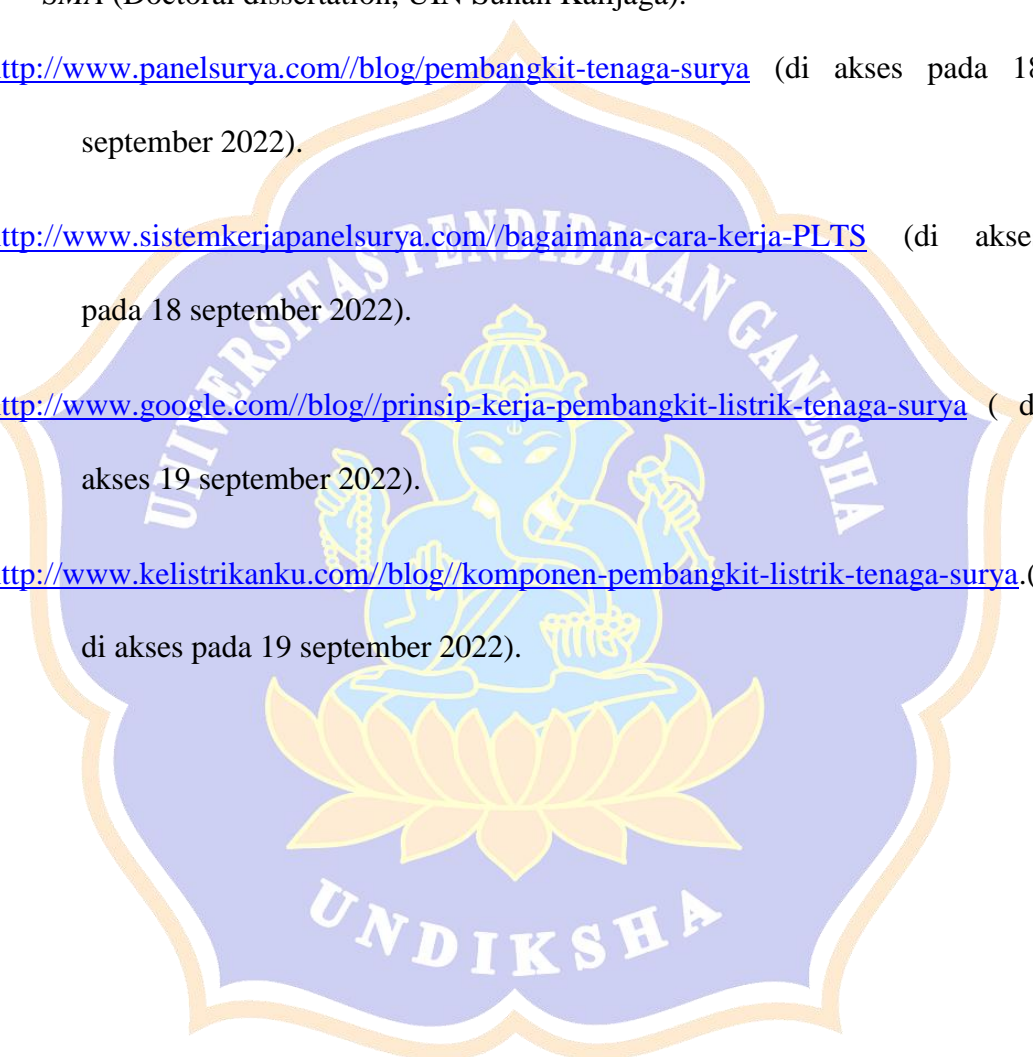 SMA (Doctoral dissertation, UIN Sunan Kalijaga).
ttp://www.panelsurya.com//blog/pembangkit-tenaga-surya (di akses pada 18
september 2022).
ttp://www.sistemkerjapanelsurya.com//bagaimana-cara-kerja-PLTS (di akse
pada 18 september 2022).
ttp://www.google.com//blog//prinsip-kerja-pembangkit-listrik-tenaga-surya ( d
akses 19 september 2022).
ttp://www.kelistrikanku.com//blog//komponen-pembangkit-listrik-tenaga-surya.(
di akses pada 19 september 2022).
UNIVERSITAS PENDIDIKAN GANESHA
UNDIKSHA